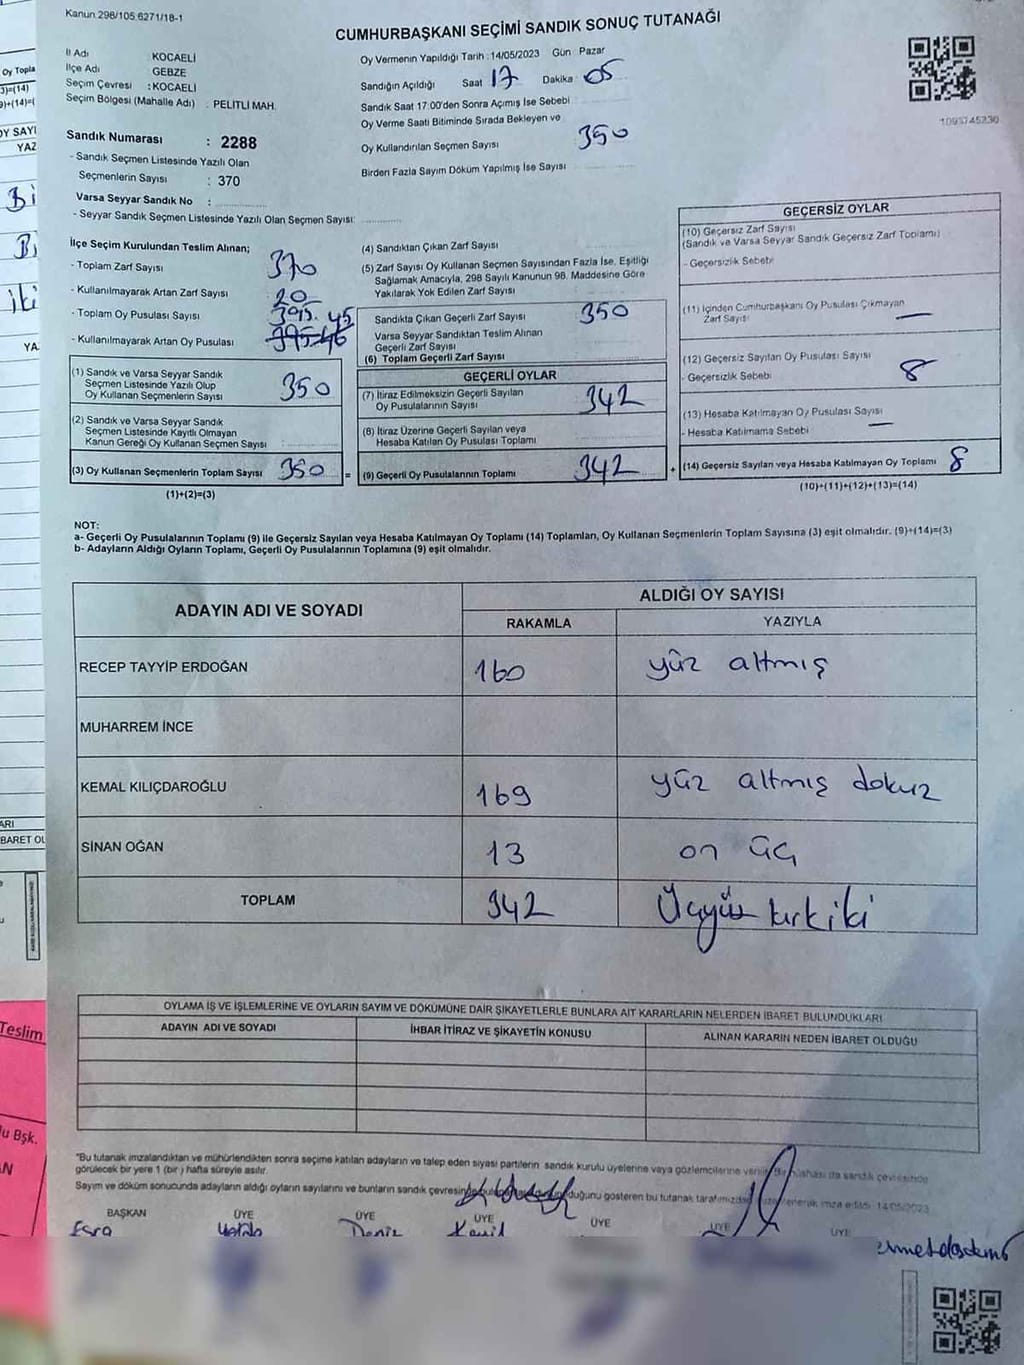 Kanun.298/105.6271/18-1
CUMHURBAŞKANI SEÇİMİ SANDIK SONUÇ TUTANAĞI
İl Adı : KOCAELİ
İlçe Adı : GEBZE
Seçim Çevresi : KOCAELİ
Seçim Bölgesi (Mahalle Adı) : PELİTLİ MAH.
Sandık Numarası : 2288
- Sandık Seçmen Listesinde Yazılı Olan
Seçmenlerin Sayısı : 370
Varsa Seyyar Sandık No :
- Seyyar Sandık Seçmen Listesinde Yazılı Olan Seçmen Sayısı:
Oy Vermenin Yapıldığı Tarih : 14/05/2023 Gün Pazar
Sandığın Açıldığı Saat 17 Dakika 05
Sandık Saat 17:00'den Sonra Açımış İse Sebebi
Oy Verme Saati Bitiminde Sırada Bekleyen ve
Oy Kullandırılan Seçmen Sayısı 350
Birden Fazla Sayım Döküm Yapılmış İse Sayısı
1095745230
İlçe Seçim Kurulundan Teslim Alınan;
- Toplam Zarf Sayısı 370
- Kullanılmayarak Artan Zarf Sayısı 20
- Toplam Oy Pusulası Sayısı 395
- Kullanılmayarak Artan Oy Pusulası 45
(1) Sandık ve Varsa Seyyar Sandık
Seçmen Listesinde Yazılı Olup
Oy Kullanan Seçmenlerin Sayısı 350
(2) Sandık ve Varsa Seyyar Sandık
Seçmen Listesinde Kayıtlı Olmayan
Kanun Gereği Oy Kullanan Seçmen Sayısı
(3) Oy Kullanan Seçmenlerin Toplam Sayısı 350 =
(1)+(2)=(3)
(4) Sandıktan Çıkan Zarf Sayısı
(5) Zarf Sayısı Oy Kullanan Seçmen Sayısından Fazla İse, Eşitliği
Sağlamak Amacıyla, 298 Sayılı Kanunun 98. Maddesine Göre
Yakılarak Yok Edilen Zarf Sayısı
Sandıkta Çıkan Geçerli Zarf Sayısı 350
Varsa Seyyar Sandıktan Teslim Alınan
Geçerli Zarf Sayısı
(6) Toplam Geçerli Zarf Sayısı
GEÇERLİ OYLAR
(7) İtiraz Edilmeksizin Geçerli Sayılan
Oy Pusulalarının Sayısı 342
(8) İtiraz Üzerine Geçerli Sayılan veya
Hesaba Katılan Oy Pusulası Toplamı
(9) Geçerli Oy Pusulalarının Toplamı 342 +
GEÇERSİZ OYLAR
(10) Geçersiz Zarf Sayısı
(Sandık ve Varsa Seyyar Sandık Geçersiz Zarf Toplamı)
- Geçersizlik Sebebi
(11) İçinden Cumhurbaşkanı Oy Pusulası Çıkmayan
Zarf Sayısı —
(12) Geçersiz Sayılan Oy Pusulası Sayısı
- Geçersizlik Sebebi 8
(13) Hesaba Katılmayan Oy Pusulası Sayısı —
- Hesaba Katılmama Sebebi
(14) Geçersiz Sayılan veya Hesaba Katılmayan Oy Toplamı 8
(10)+(11)+(12)+(13)=(14)
NOT:
a- Geçerli Oy Pusulalarının Toplamı (9) ile Geçersiz Sayılan veya Hesaba Katılmayan Oy Toplamı (14) Toplamları, Oy Kullanan Seçmenlerin Toplam Sayısına (3) eşit olmalıdır. (9)+(14)=(3)
b- Adayların Aldığı Oyların Toplamı, Geçerli Oy Pusulalarının Toplamına (9) eşit olmalıdır.
ADAYIN ADI VE SOYADI ALDIĞI OY SAYISI
RAKAMLA YAZIYLA
RECEP TAYYİP ERDOĞAN 160 yüz altmış
MUHARREM İNCE
KEMAL KILIÇDAROĞLU 169 yüz altmış dokuz
SİNAN OĞAN 13 on üç
TOPLAM 342 Üçyüz kırkiki
OYLAMA İŞ VE İŞLEMLERİNE VE OYLARIN SAYIM VE DÖKÜMÜNE DAİR ŞİKAYETLERLE BUNLARA AİT KARARLARIN NELERDEN İBARET BULUNDUKLARI
ADAYIN ADI VE SOYADI İHBAR İTİRAZ VE ŞİKAYETİN KONUSU ALINAN KARARIN NEDEN İBARET OLDUĞU
"Bu tutanak imzalandıktan ve mühürlendikten sonra seçime katılan adayların ve talep eden siyasi partilerin sandık kurulu üyelerine veya gözlemcilerine
görülecek bir yere 1 (bir) hafta süreyle asılır.
Sayım ve döküm sonucunda adayların aldığı oyların sayılarını ve bunların sandık çevresinde duğunu gösteren bu tutanak imza edildi. 14/05/2023
BAŞKAN ÜYE ÜYE ÜYE ÜYE ÜYE ÜYE
Esra Deniz
Oy Topla
3)=(14)
OY SAYI
YAZ
Bi
İki
YA
ARI
BARET OL
Teslim
lu Bşk.
AN